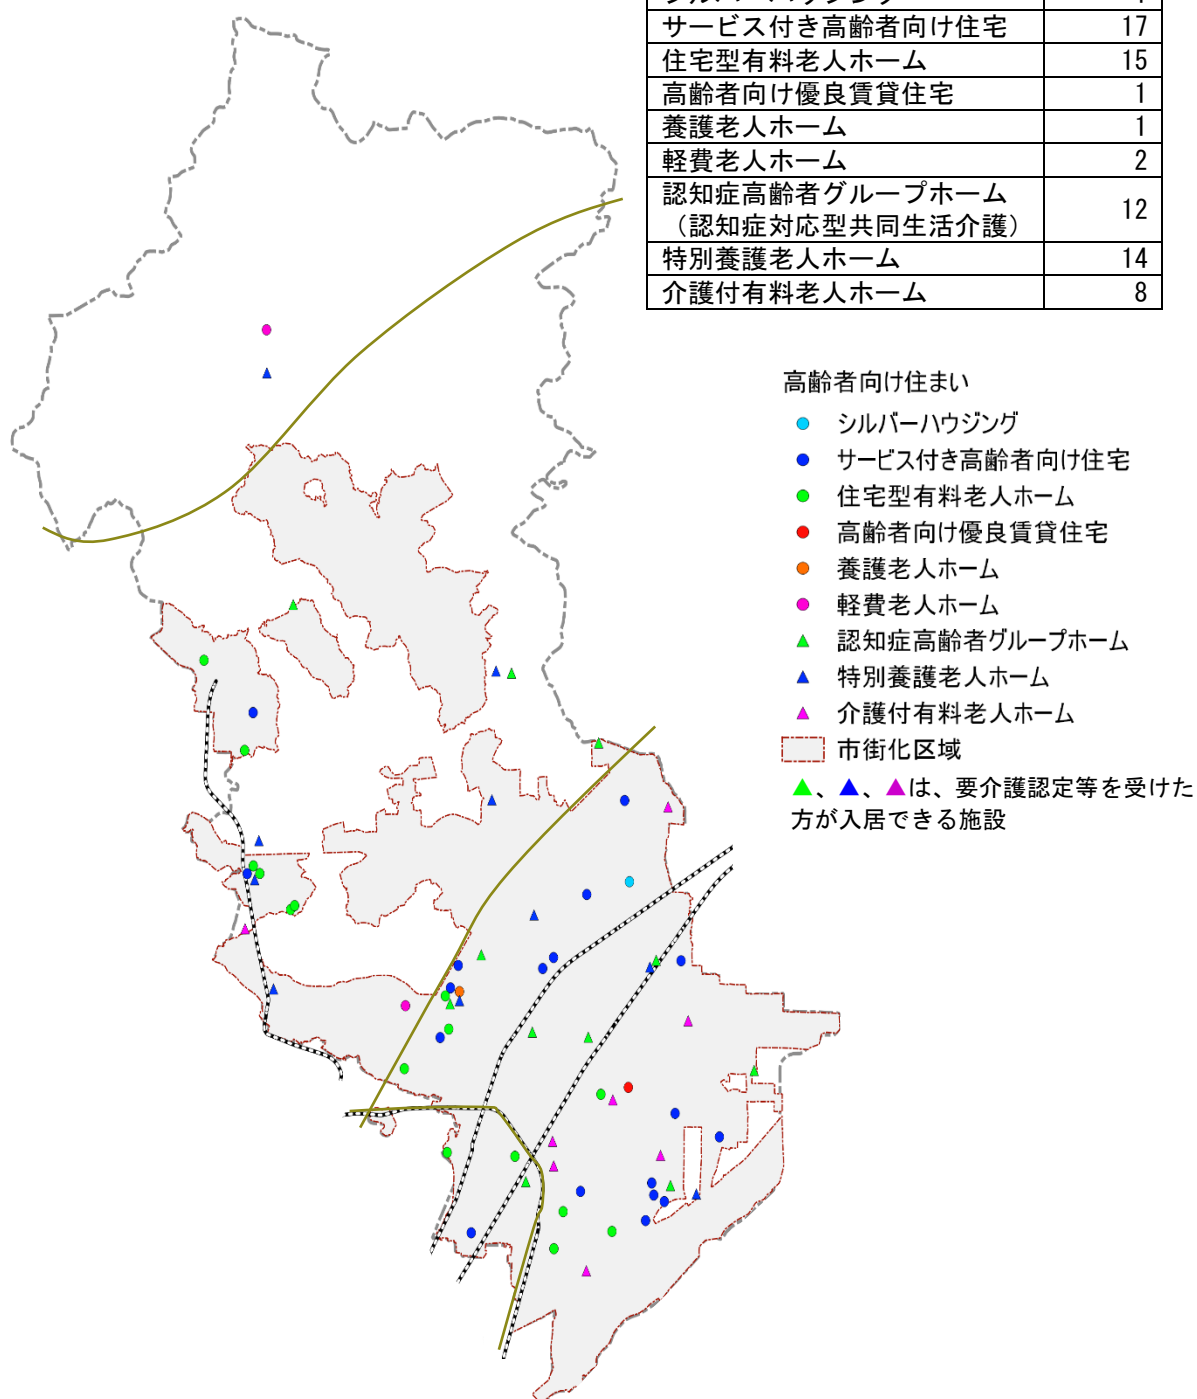 シルバーハウジング 1
サービス付き高齢者向け住宅 17
住宅型有料老人ホーム 15
高齢者向け優良賃貸住宅 1
養護老人ホーム 1
軽費老人ホーム 2
認知症高齢者グループホーム
（認知症対応型共同生活介護） 12
特別養護老人ホーム 14
介護付有料老人ホーム 8
高齢者向け住まい
シルバーハウジング
サービス付き高齢者向け住宅
住宅型有料老人ホーム
高齢者向け優良賃貸住宅
養護老人ホーム
軽費老人ホーム
認知症高齢者グループホーム
特別養護老人ホーム
介護付有料老人ホーム
市街化区域
▲、▲、▲は、要介護認定等を受けた
方が入居できる施設